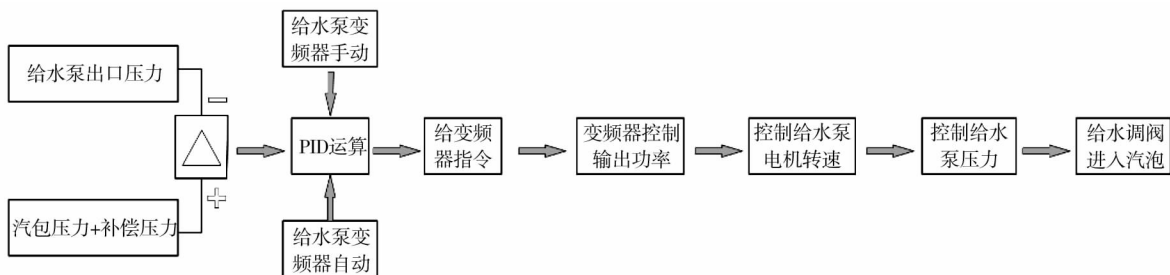 给水泵变
频器手动
给水泵出口压力
−
PID运算
给变频
器指令
变频器控制
输出功率
控制给水泵
电机转速
控制给水
泵压力
给水调阀
进入汽泡
+
汽包压力+补偿压力
给水泵变
频器自动